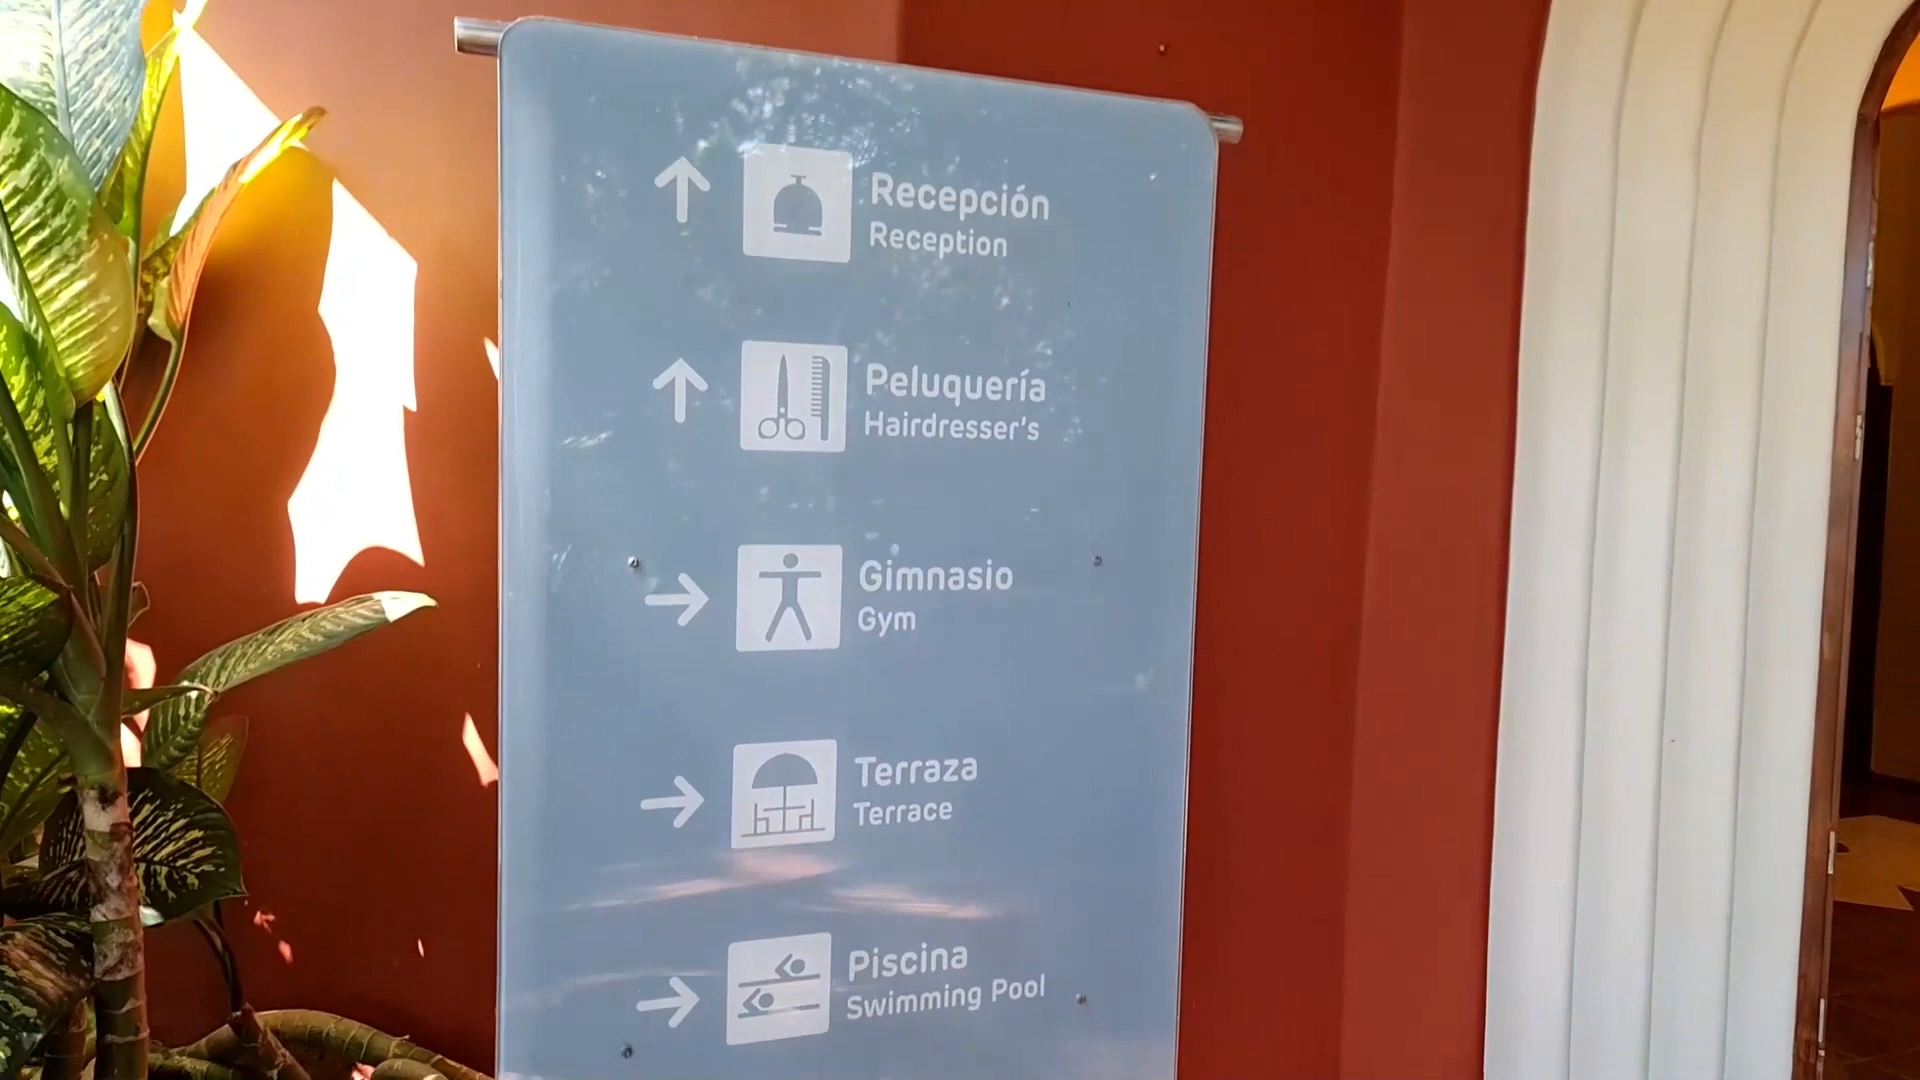 Recepción
Reception
Peluquería
Hairdresser's
Gimnasio
Gym
Terraza
Terrace
Piscina
Swimming Pool